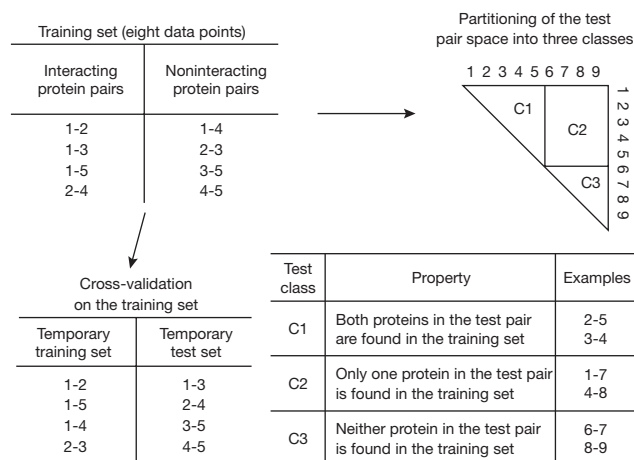 Training set (eight data points)
Interacting protein pairs
Noninteracting protein pairs
1-2 1-4
1-3 2-3
1-5 3-5
2-4 4-5
Partitioning of the test
pair space into three classes
1 2 3 4 5 6 7 8 9
C1
C2
C3
1
2
3
4
5
6
7
8
9
Cross-validation
on the training set
Temporary training set
Temporary test set
1-2 1-3
1-5 2-4
1-4 3-5
2-3 4-5
Test class
Property
Examples
C1
Both proteins in the test pair
are found in the training set
2-5
3-4
C2
Only one protein in the test pair
is found in the training set
1-7
4-8
C3
Neither protein in the test pair
is found in the training set
6-7
8-9